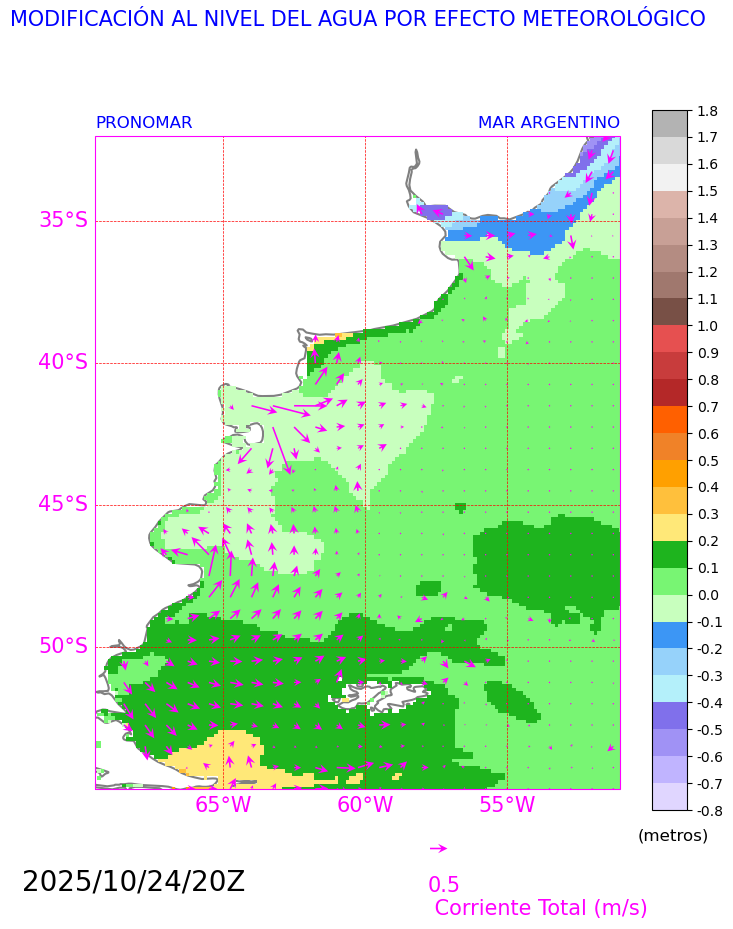 MODIFICACIÓN AL NIVEL DEL AGUA POR EFECTO METEOROLÓGICO
PRONOMAR MAR ARGENTINO
1.8
1.7
1.6
1.5
1.4
1.3
1.2
1.1
1.0
0.9
0.8
0.7
0.6
0.5
0.4
0.3
0.2
0.1
0.0
-0.1
-0.2
-0.3
-0.4
-0.5
-0.6
-0.7
-0.8
(metros)
35°S
40°S
45°S
50°S
65°W 60°W 55°W
2025/10/24/20Z
0.5
Corriente Total (m/s)